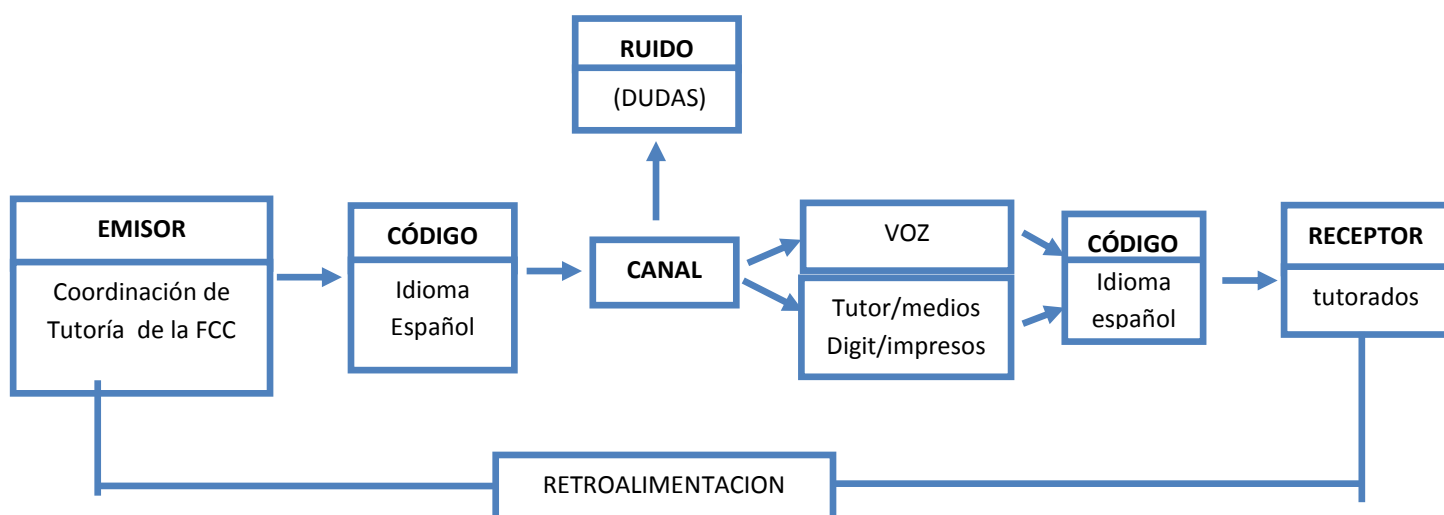 RUIDO
(DUDAS)
EMISOR
Coordinación de
Tutoría de la FCC
CÓDIGO
Idioma
Español
CANAL
VOZ
Tutor/medios
Digit/impresos
CÓDIGO
Idioma
español
RECEPTOR
tutorados
RETROALIMENTACION